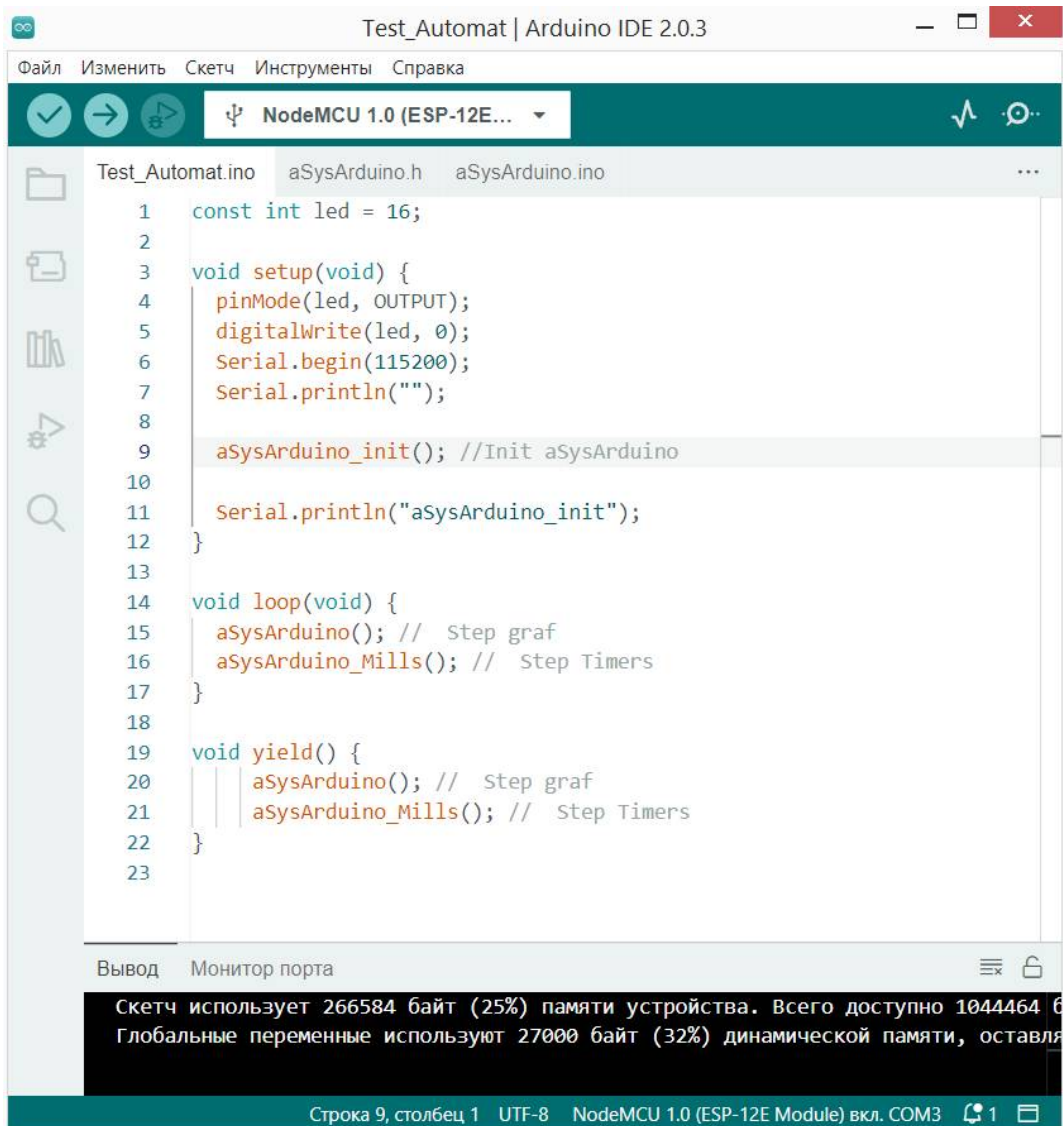 Test_Automat | Arduino IDE 2.0.3
Файл Изменить Скетч Инструменты Справка
NodeMCU 1.0 (ESP-12E...
Test_Automat.ino aSysArduino.h aSysArduino.ino ...
1 const int led = 16;
2
3 void setup(void) {
4 pinMode(led, OUTPUT);
5 digitalWrite(led, 0);
6 Serial.begin(115200);
7 Serial.println("");
8
9 aSysArduino_init(); //Init aSysArduino
10
11 Serial.println("aSysArduino_init");
12 }
13
14 void loop(void) {
15 aSysArduino(); // Step graf
16 aSysArduino_Mills(); // Step Timers
17 }
18
19 void yield() {
20 aSysArduino(); // Step graf
21 aSysArduino_Mills(); // Step Timers
22 }
23
Вывод Монитор порта
Скетч использует 266584 байт (25%) памяти устройства. Всего доступно 1044464 б
Глобальные переменные используют 27000 байт (32%) динамической памяти, оставля
Строка 9, столбец 1 UTF-8 NodeMCU 1.0 (ESP-12E Module) вкл. COM3 1